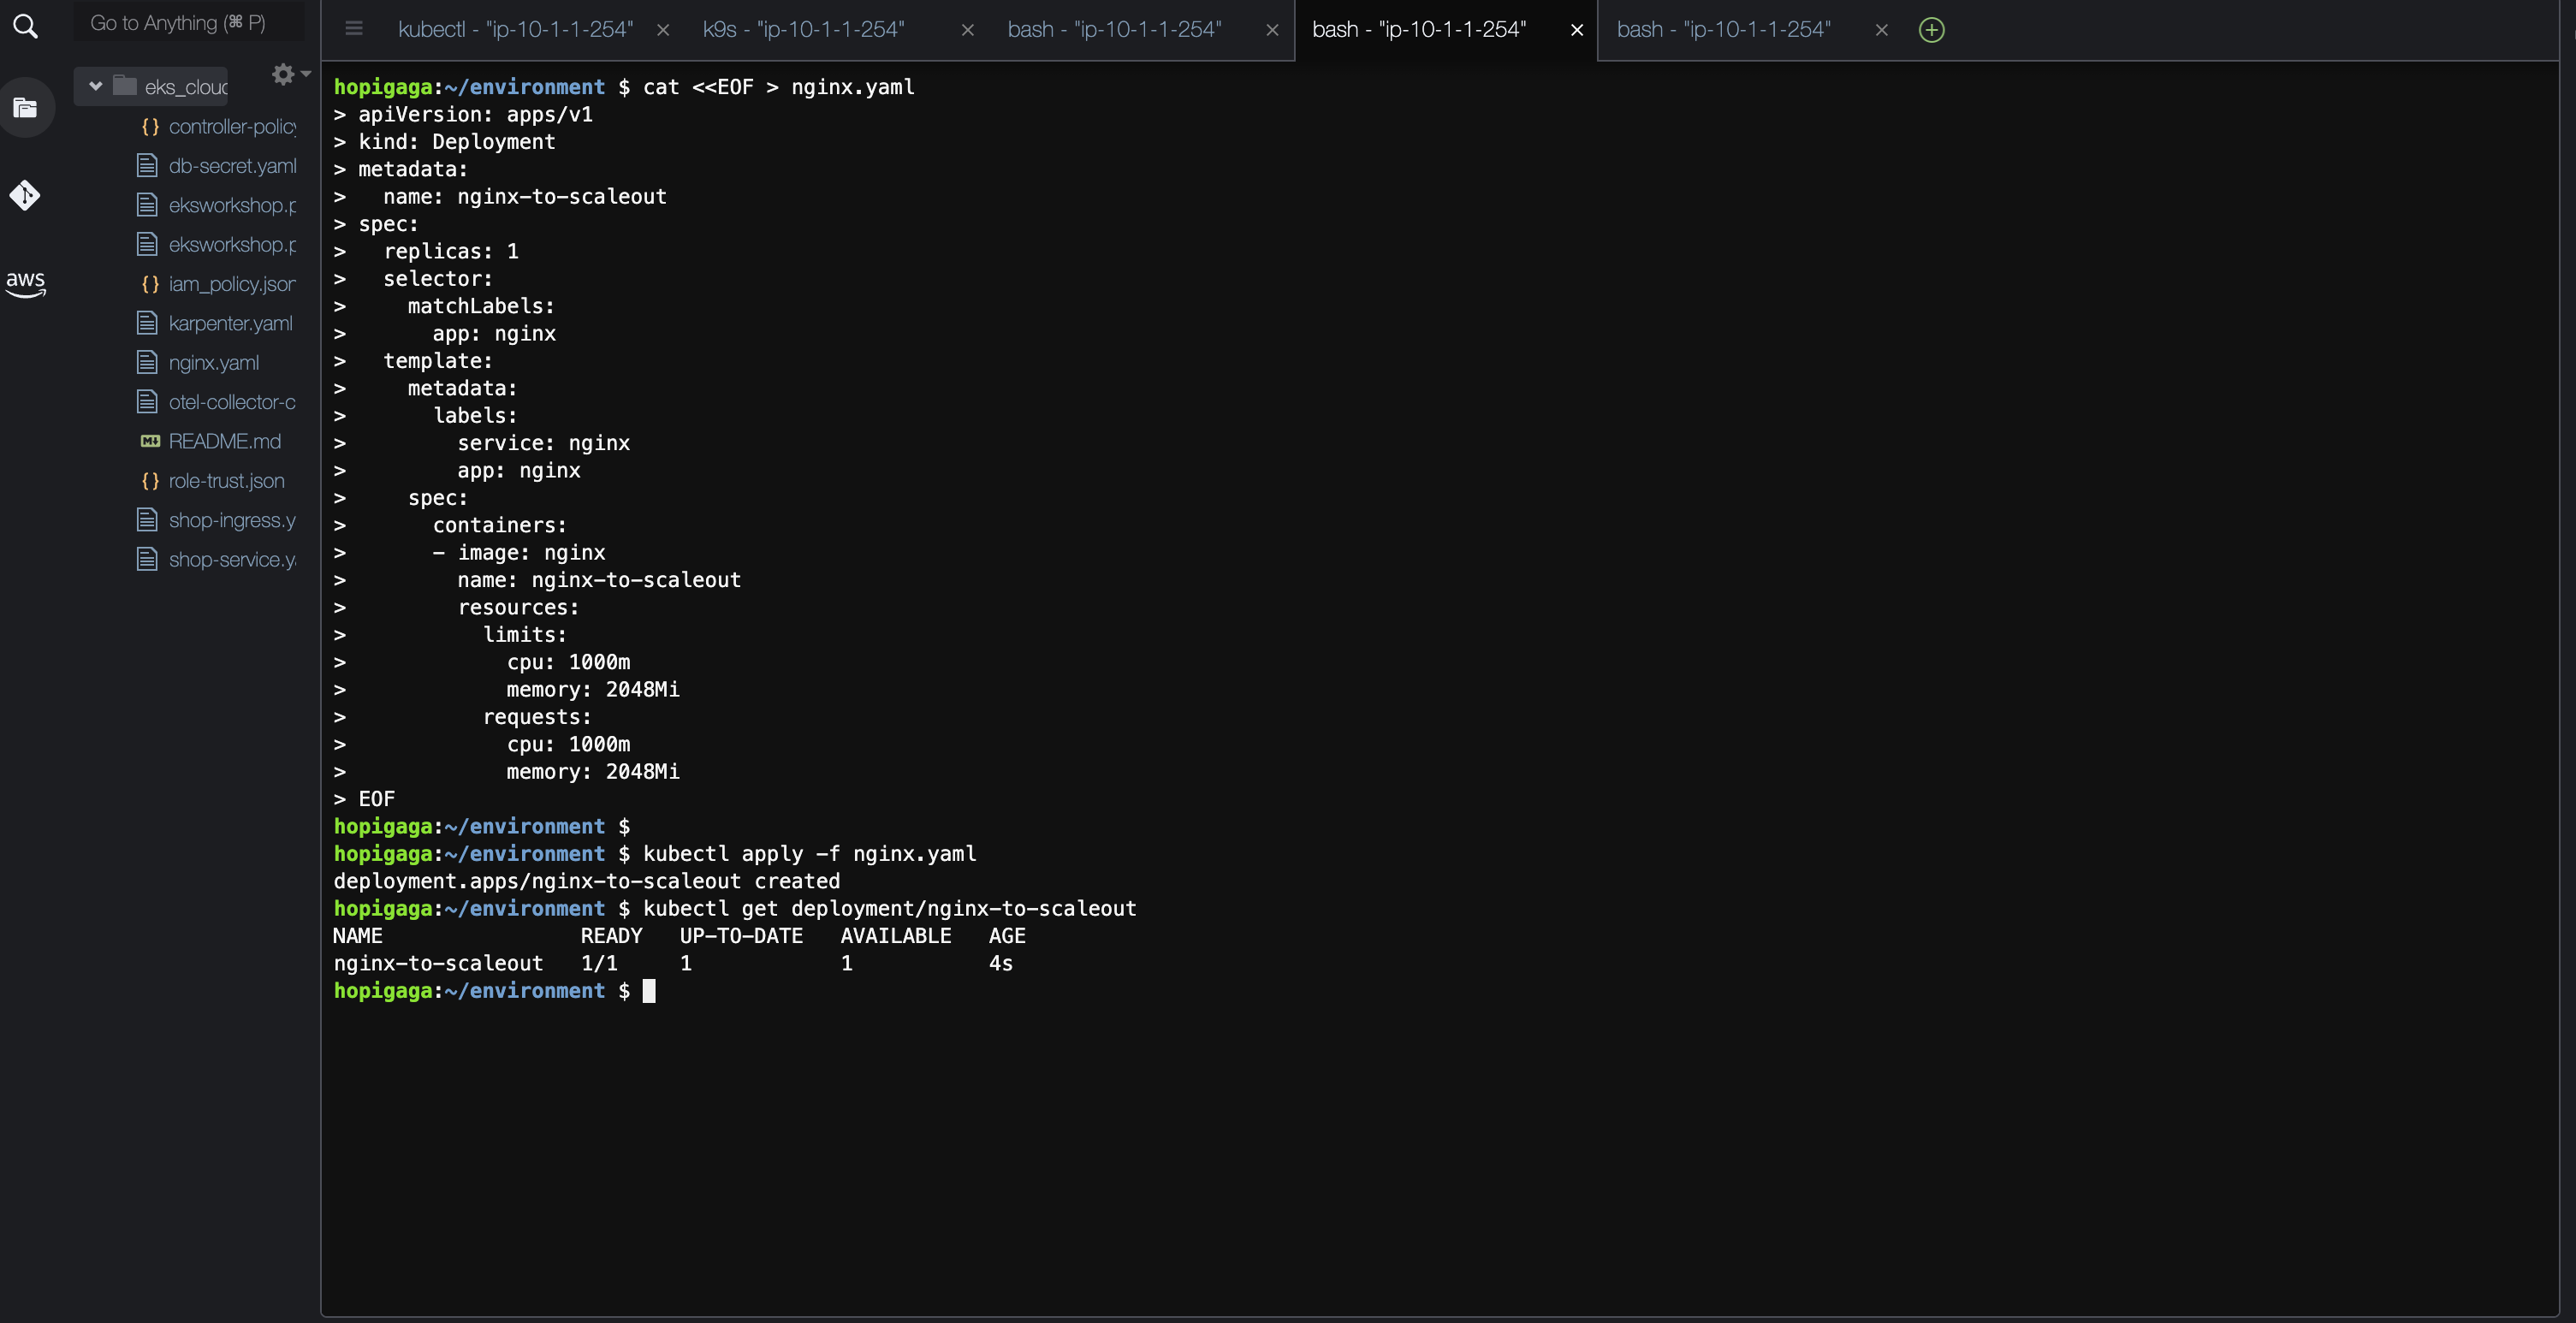 Go to Anything (⌘ P)
kubectl - "ip-10-1-1-254" × k9s - "ip-10-1-1-254" × bash - "ip-10-1-1-254" × bash - "ip-10-1-1-254" × bash - "ip-10-1-1-254" ×
eks_clou
controller-policy
db-secret.yaml
eksworkshop.p
eksworkshop.p
iam_policy.json
karpenter.yaml
nginx.yaml
otel-collector-c
README.md
role-trust.json
shop-ingress.y
shop-service.ya
aws
hopigaga:~/environment $ cat <<EOF > nginx.yaml
> apiVersion: apps/v1
> kind: Deployment
> metadata:
>   name: nginx-to-scaleout
> spec:
>   replicas: 1
>   selector:
>     matchLabels:
>       app: nginx
>   template:
>     metadata:
>       labels:
>         service: nginx
>         app: nginx
>     spec:
>       containers:
>       - image: nginx
>         name: nginx-to-scaleout
>         resources:
>           limits:
>             cpu: 1000m
>             memory: 2048Mi
>           requests:
>             cpu: 1000m
>             memory: 2048Mi
> EOF
hopigaga:~/environment $
hopigaga:~/environment $ kubectl apply -f nginx.yaml
deployment.apps/nginx-to-scaleout created
hopigaga:~/environment $ kubectl get deployment/nginx-to-scaleout
NAME                READY   UP-TO-DATE   AVAILABLE   AGE
nginx-to-scaleout   1/1     1            1           4s
hopigaga:~/environment $